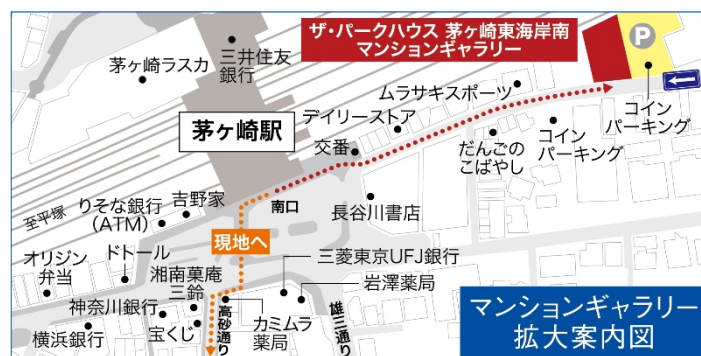 ザ・パークハウス 茅ヶ崎東海岸南
マンションギャラリー
P
三井住友
銀行
茅ヶ崎ラスカ
ムラサキスポーツ
デイリーストア
コイン
パーキング
茅ヶ崎駅
交番
だんごの
こばやし
コイン
パーキング
吉野家
りそな銀行
(ATM)
至平塚
南口
長谷川書店
現地へ
オリジン
弁当
ドトール
湘南菓庵
三鈴
三菱東京UFJ銀行
岩澤薬局
神奈川銀行
横浜銀行
宝くじ
高砂通り
カミムラ
薬局
雄三通り
マンションギャラリー
拡大案内図